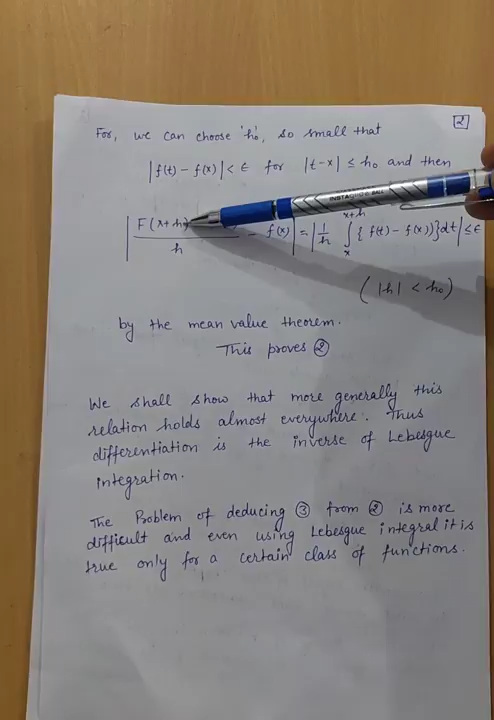 2
For, we can choose 'h₀', so small that
|f(t) - f(x)| < ϵ for |t-x| ≤ h₀ and then
INSTAGRIP BALL
| F(x+h) / h - f(x) | = | 1/h ∫ₓˣ⁺ʰ { f(t) - f(x))} dt | ≤ ϵ
( |h| < h₀)
by the mean value theorem.
This proves ②
We shall show that more generally this
relation holds almost everywhere. Thus
differentiation is the inverse of Lebesgue
integration.
The Problem of deducing ③ from ② is more
difficult and even using Lebesgue integral it is
true only for a certain class of functions.